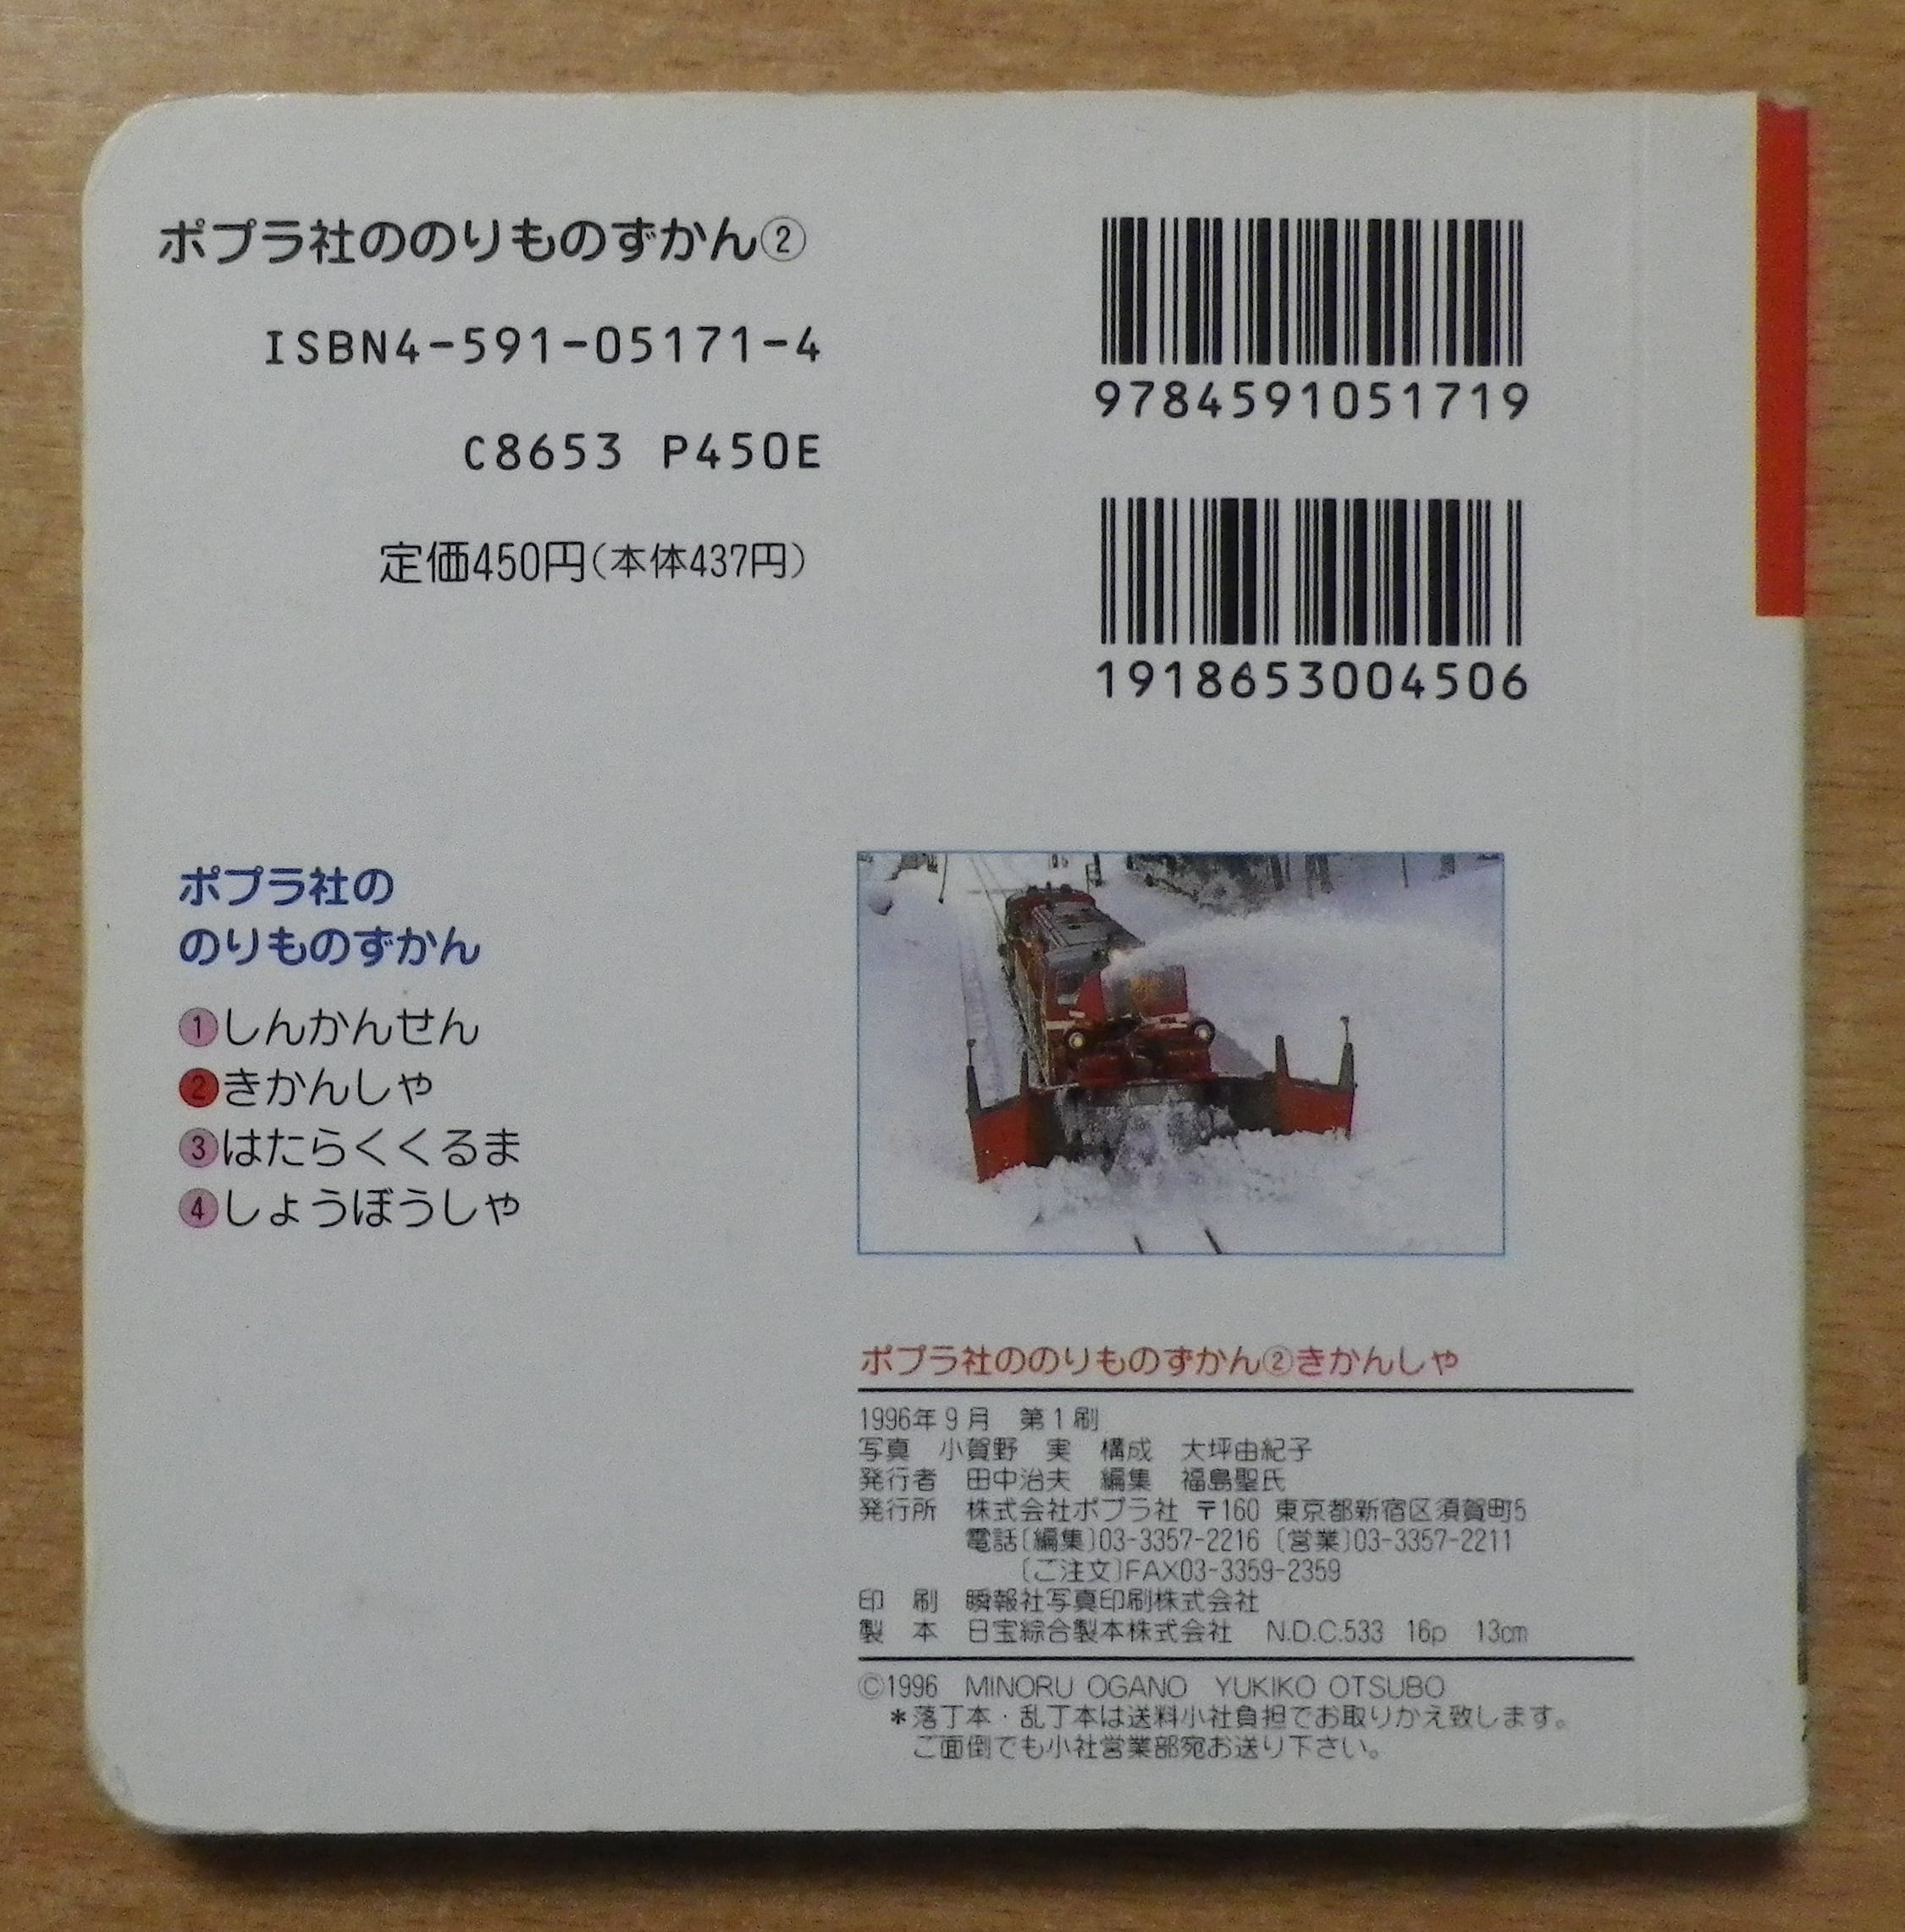 ポプラ社ののりものずかん②
ISBN4-591-05171-4
C8653 P450E
定価450円(本体437円)
9784591051719
1918653004506
ポプラ社の
のりものずかん
①しんかんせん
②きかんしゃ
③はたらくくるま
④しょうぼうしゃ
ポプラ社ののりものずかん②きかんしゃ
1996年9月 第1刷
写真 小賀野 実 構成 大坪由紀子
発行者 田中治夫 編集 福島聖氏
発行所 株式会社ポプラ社 〒160 東京都新宿区須賀町5
電話〔編集〕03-3357-2216〔営業〕03-3357-2211
〔ご注文〕FAX03-3359-2359
印 刷 瞬報社写真印刷株式会社
製 本 日宝綜合製本株式会社 N.D.C.533 16p 13cm
©1996 MINORU OGANO YUKIKO OTSUBO
*落丁本・乱丁本は送料小社負担でお取りかえ致します。
ご面倒でも小社営業部宛お送り下さい。